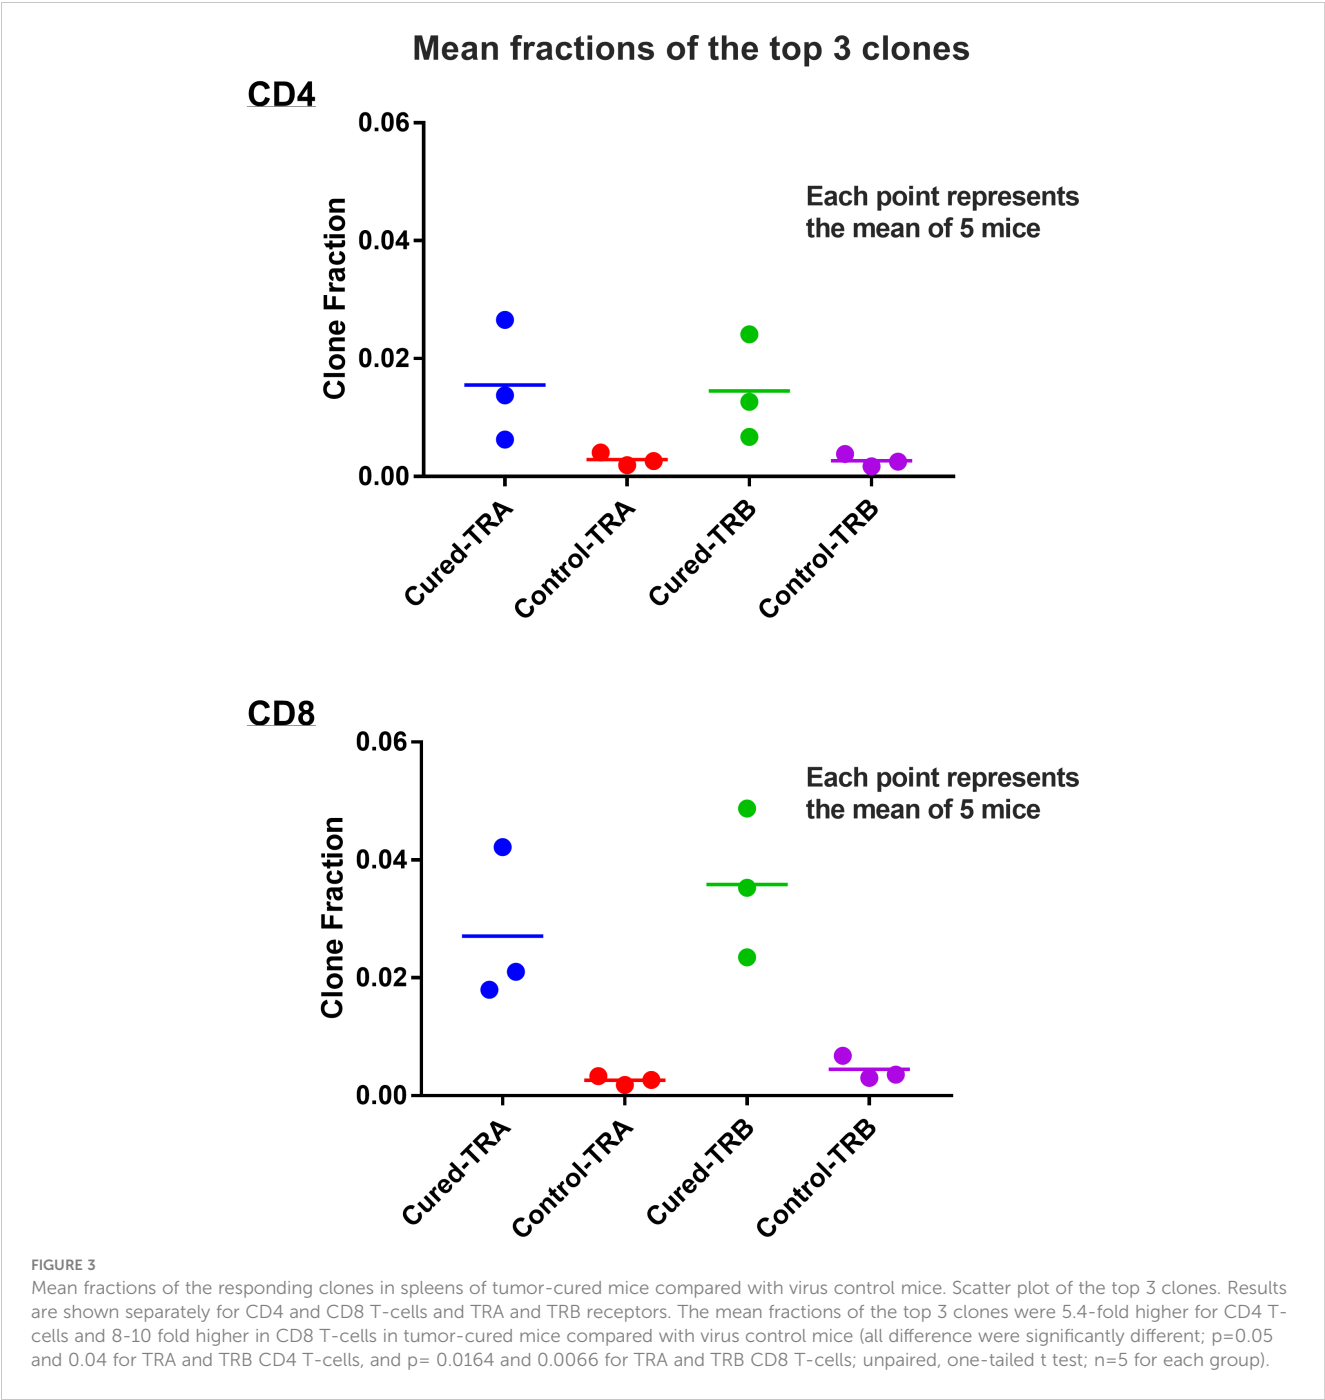 Mean fractions of the top 3 clones
CD4
0.06
0.04
0.02
0.00
Clone Fraction
Each point represents
the mean of 5 mice
Cured-TRA
Control-TRA
Cured-TRB
Control-TRB
CD8
0.06
0.04
0.02
0.00
Clone Fraction
Each point represents
the mean of 5 mice
Cured-TRA
Control-TRA
Cured-TRB
Control-TRB
FIGURE 3
Mean fractions of the responding clones in spleens of tumor-cured mice compared with virus control mice. Scatter plot of the top 3 clones. Results
are shown separately for CD4 and CD8 T-cells and TRA and TRB receptors. The mean fractions of the top 3 clones were 5.4-fold higher for CD4 T-
cells and 8-10 fold higher in CD8 T-cells in tumor-cured mice compared with virus control mice (all difference were significantly different; p=0.05
and 0.04 for TRA and TRB CD4 T-cells, and p= 0.0164 and 0.0066 for TRA and TRB CD8 T-cells; unpaired, one-tailed t test; n=5 for each group).